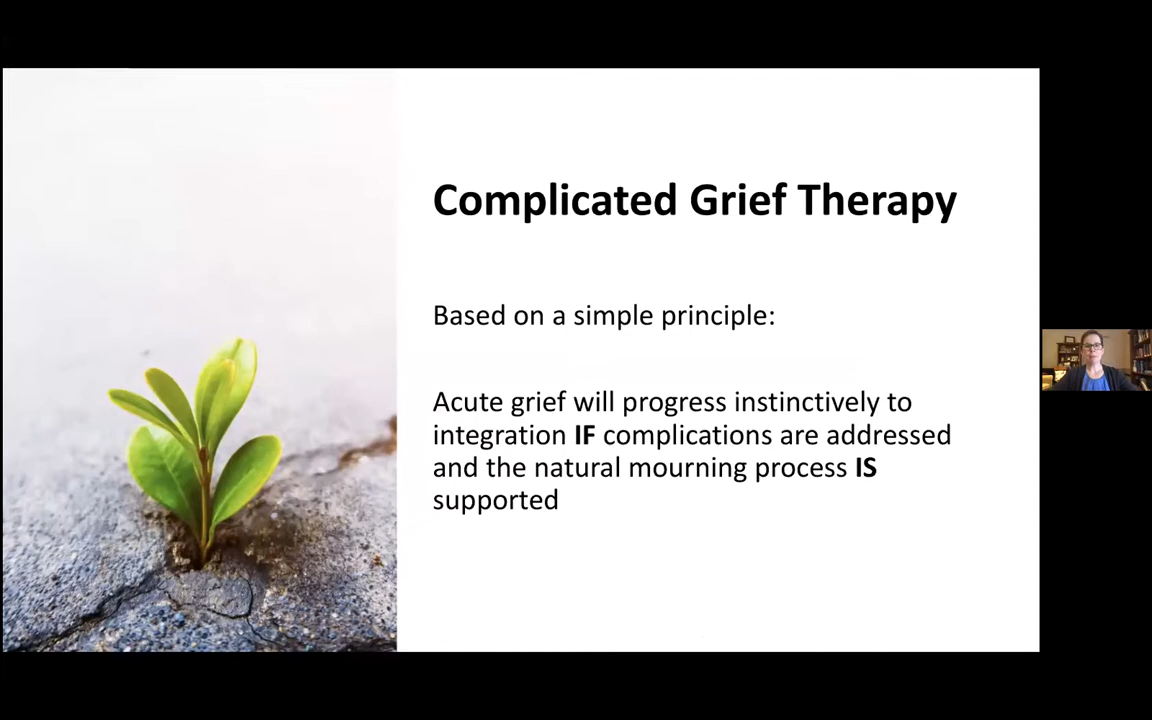 Complicated Grief Therapy
Based on a simple principle:
Acute grief will progress instinctively to
integration IF complications are addressed
and the natural mourning process IS
supported